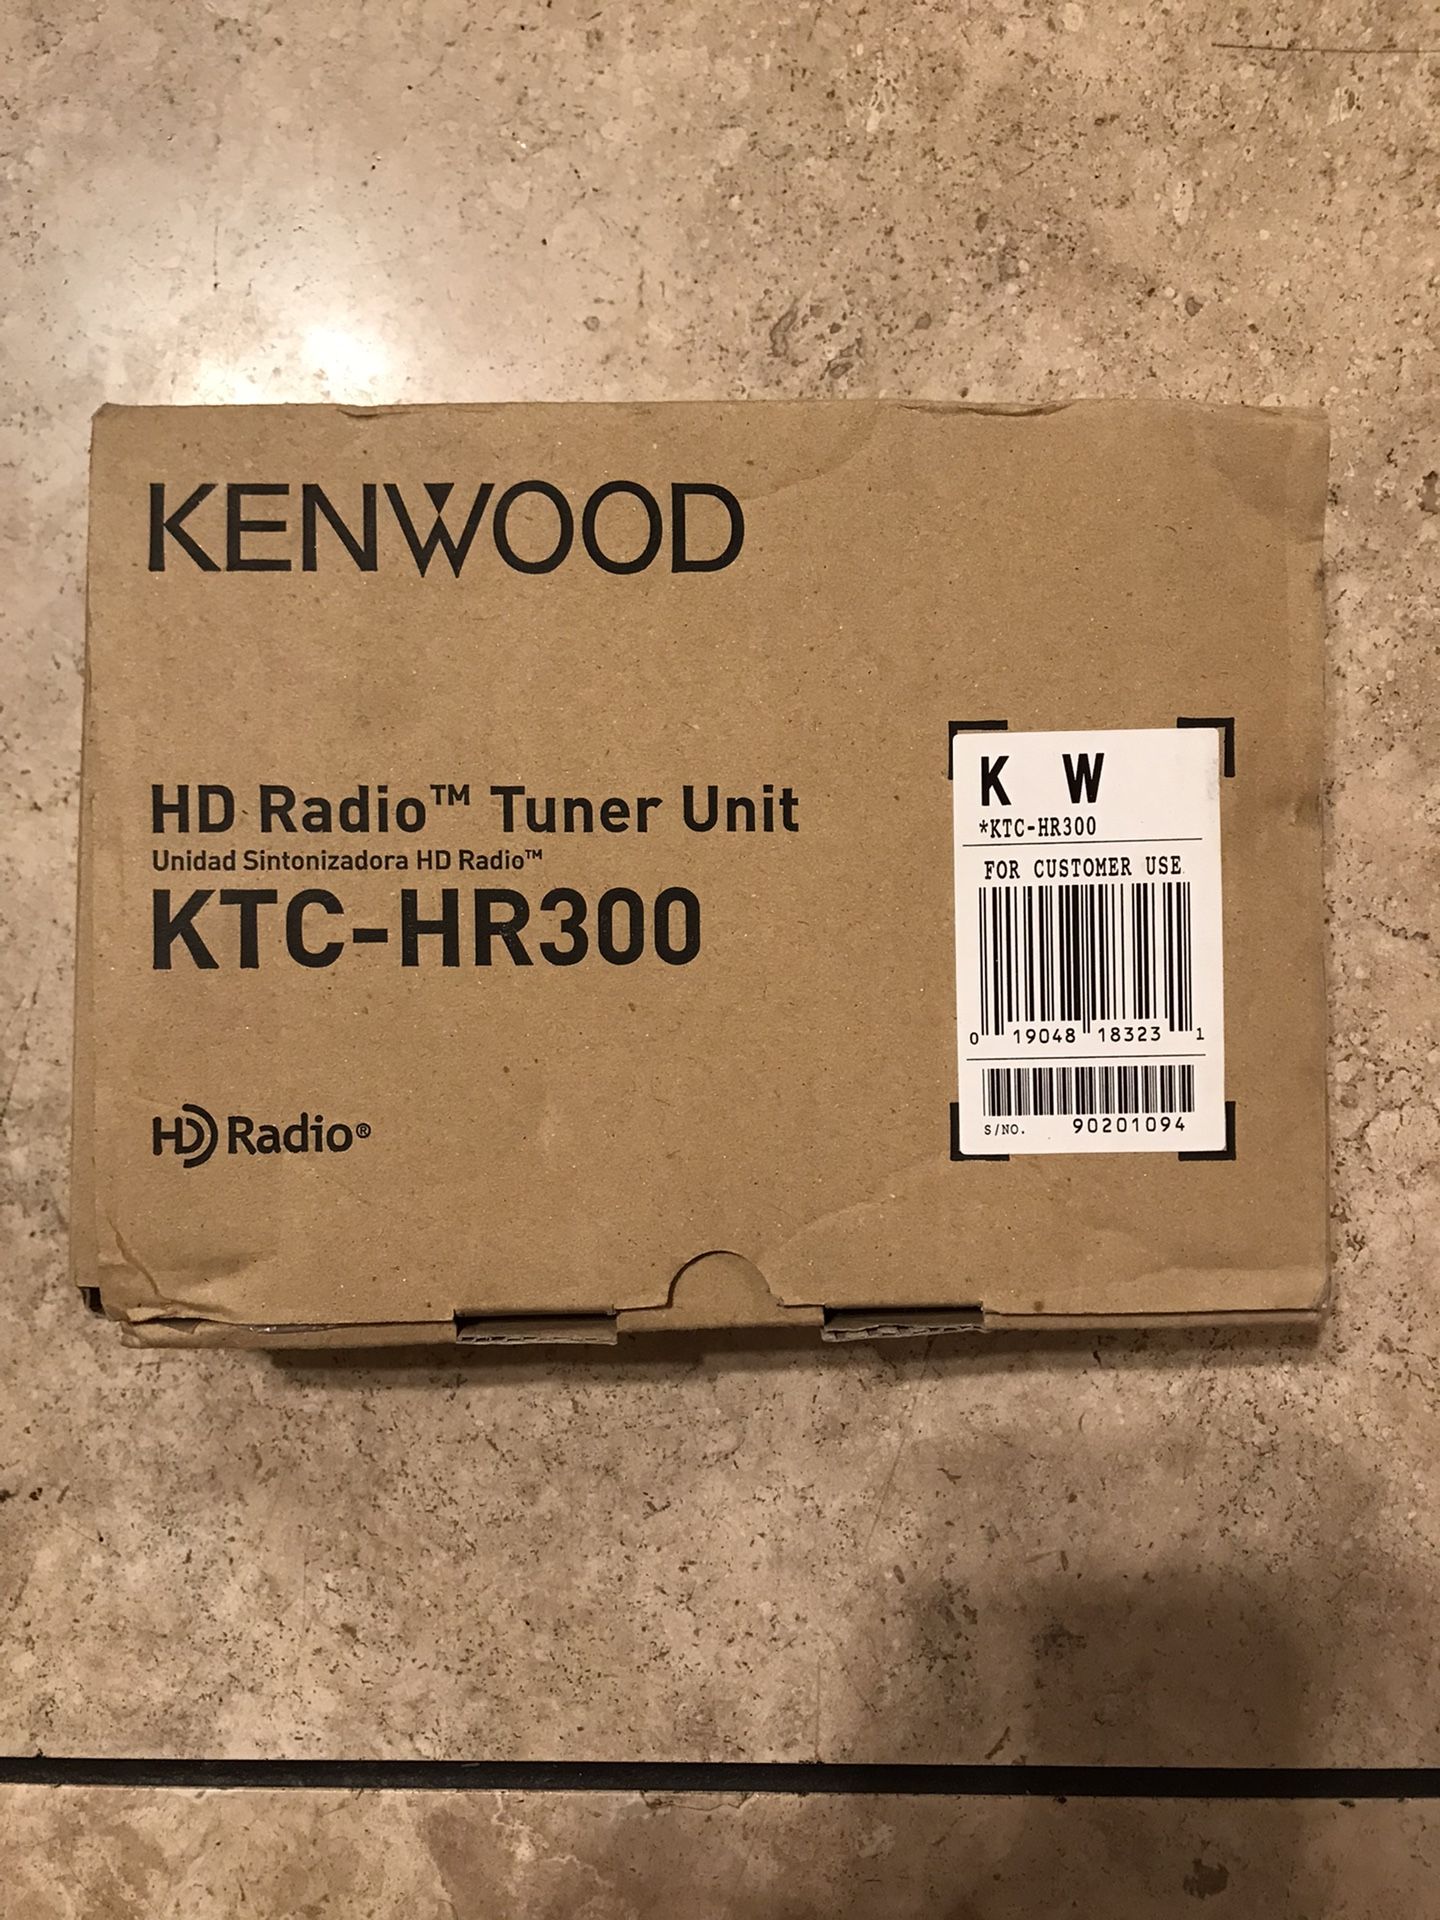 KENWOOD
HD Radio™ Tuner Unit
Unidad Sintonizadora HD Radio™
KTC-HR300
HD Radio®
K W
*KTC-HR300
FOR CUSTOMER USE
0 19048 18323 1
S/NO. 90201094